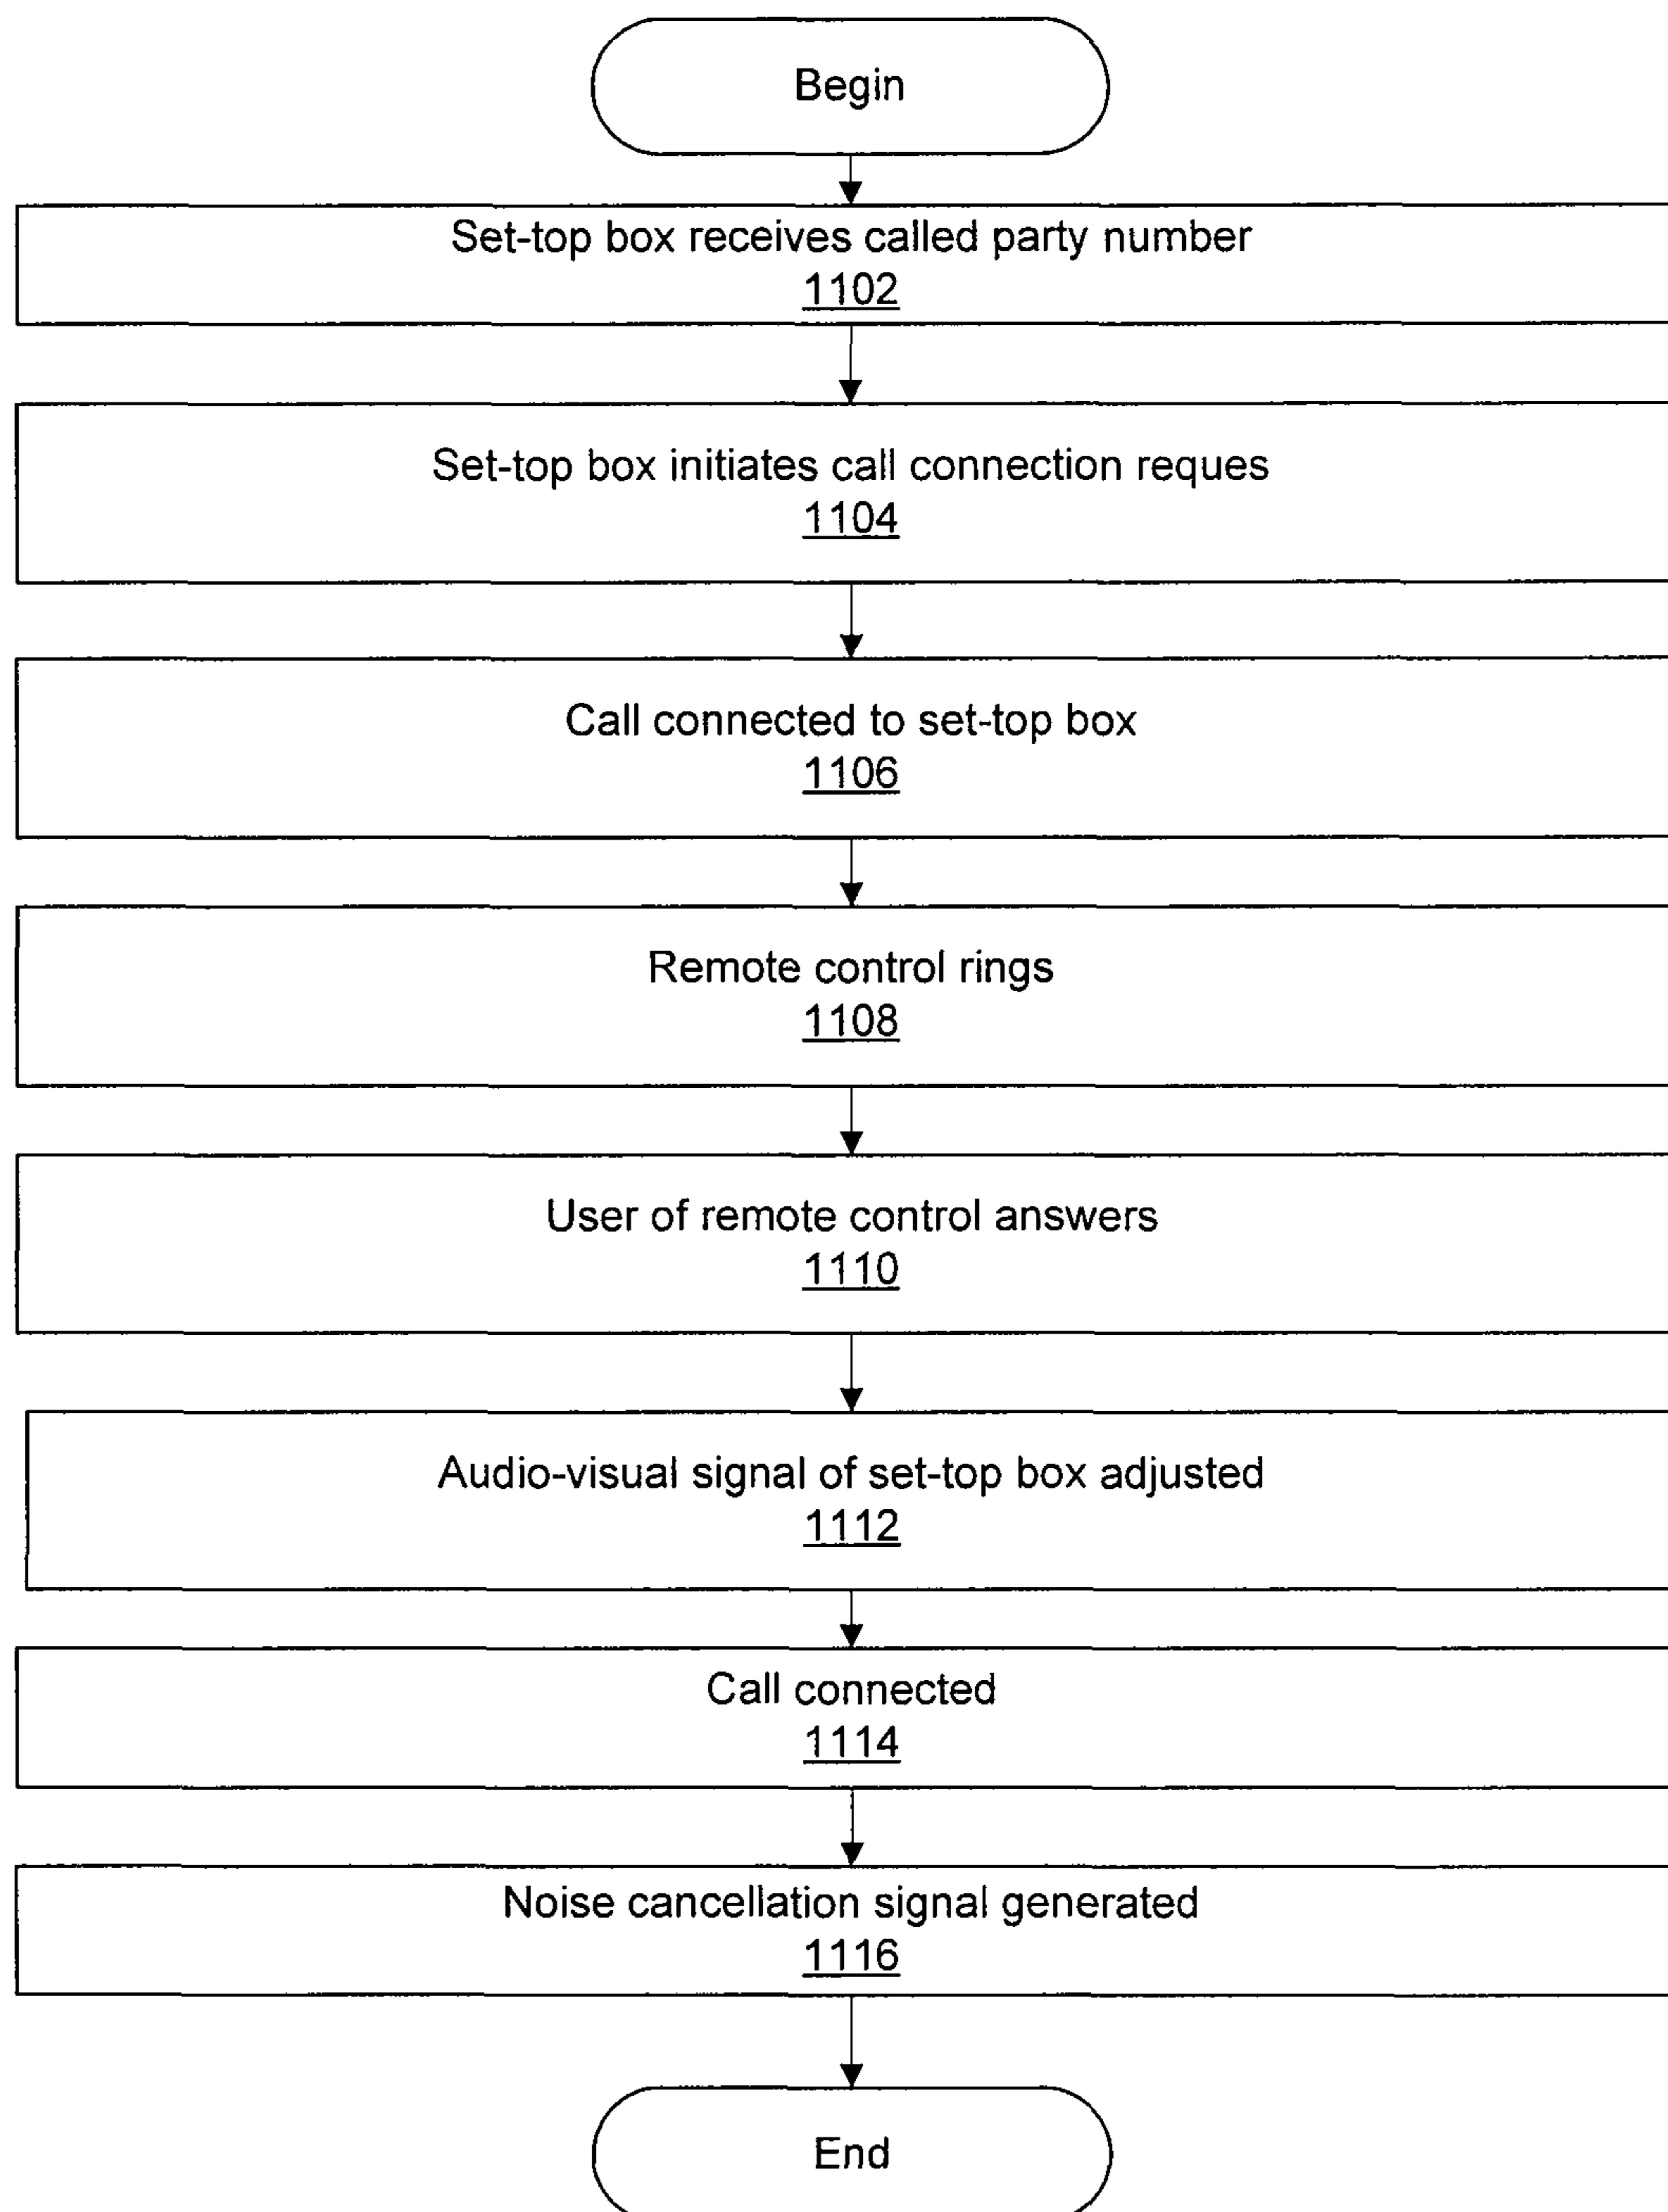 Begin
Set-top box receives called party number
1102
Set-top box initiates call connection reques
1104
Call connected to set-top box
1106
Remote control rings
1108
User of remote control answers
1110
Audio-visual signal of set-top box adjusted
1112
Call connected
1114
Noise cancellation signal generated
1116
End